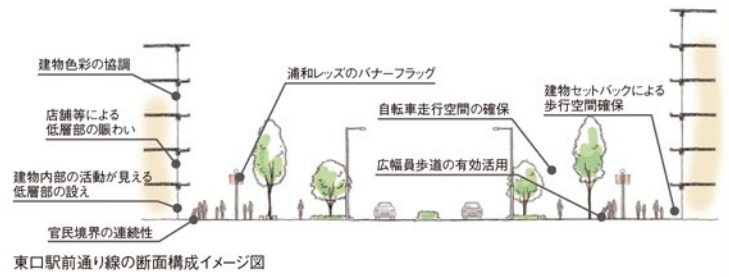 建物色彩の協調
浦和レッズのバナーフラッグ
建物セットバックによる
歩行空間確保
店舗等による
低層部の賑わい
自転車走行空間の確保
建物内部の活動が見える
低層部の設え
広幅員歩道の有効活用
官民境界の連続性
東口駅前通り線の断面構成イメージ図